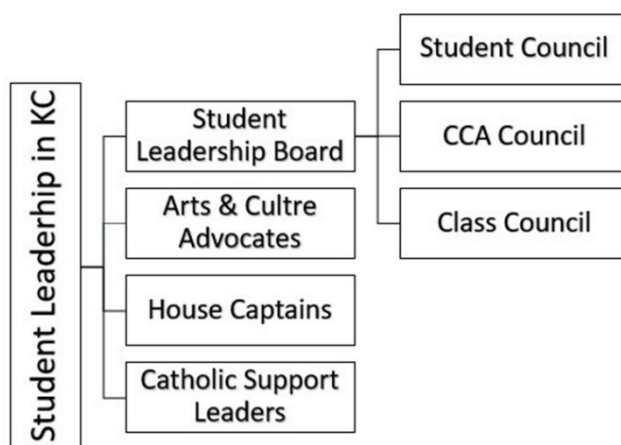 Student Leaderhip in KC
Student
Leadership Board
Arts & Cultre
Advocates
House Captains
Catholic Support
Leaders
Student Council
CCA Council
Class Council